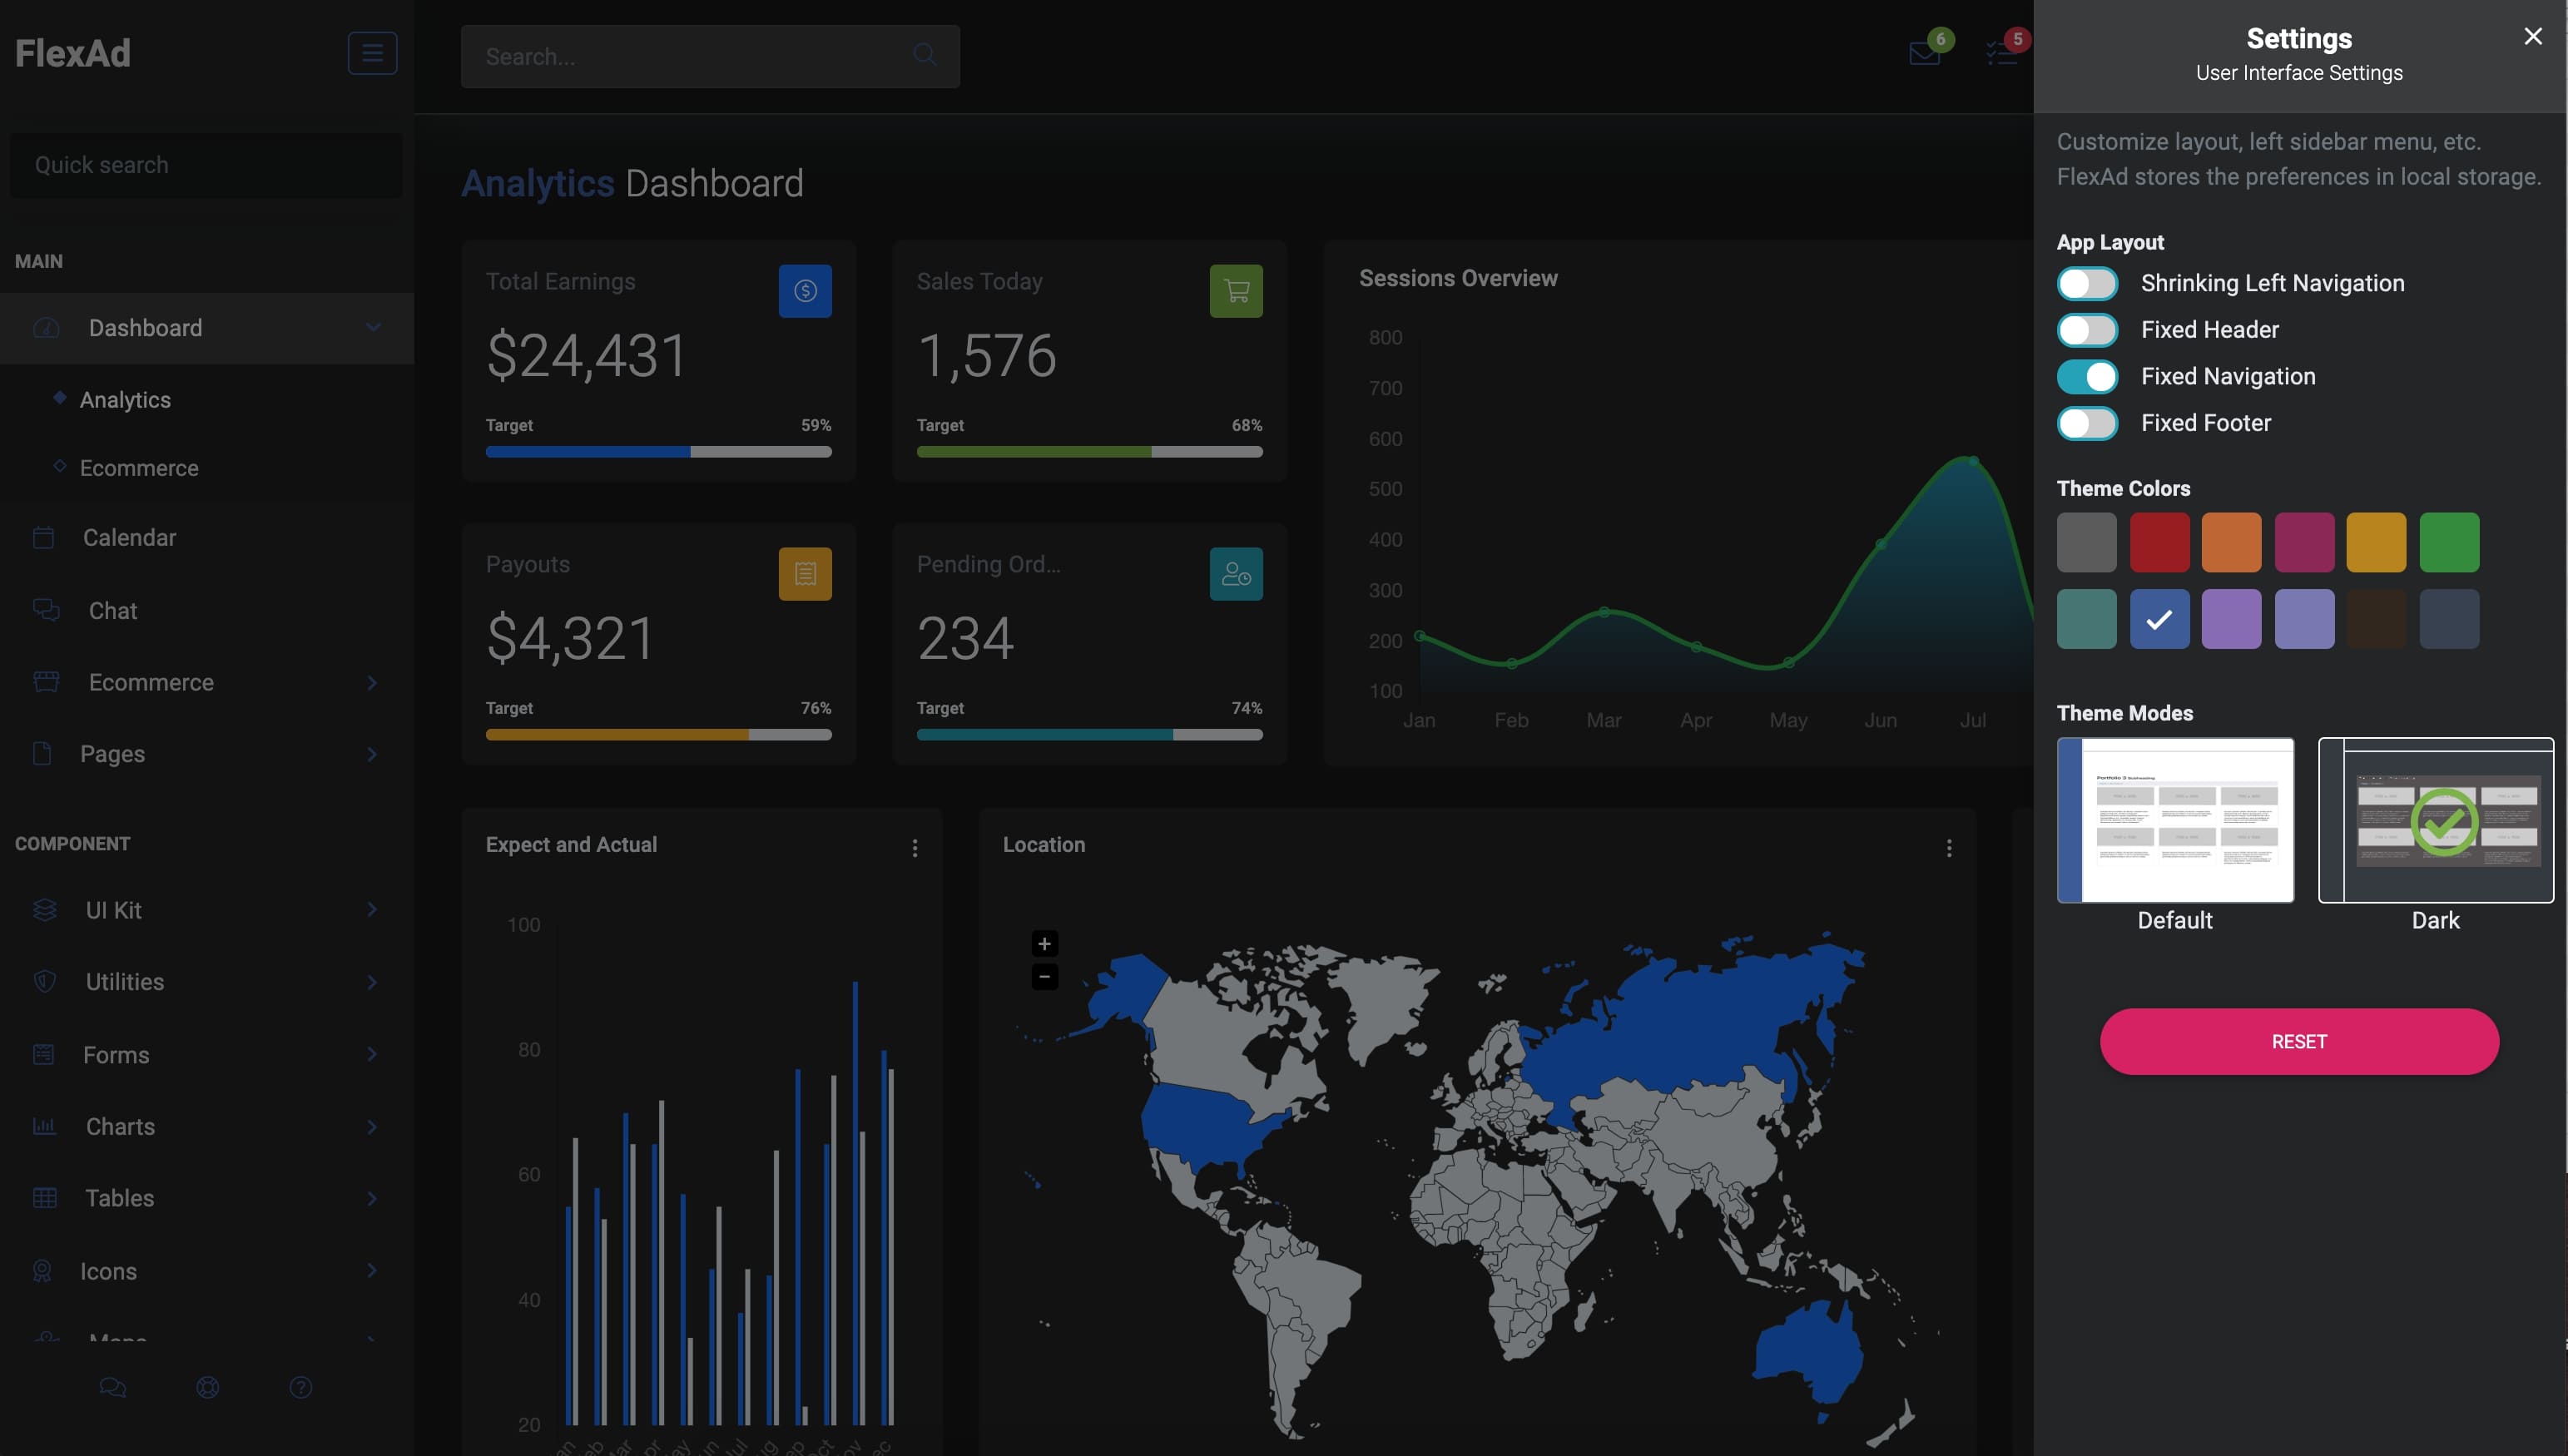 FlexAd
Quick search
MAIN
Dashboard
Analytics
Ecommerce
Calendar
Chat
Ecommerce
Pages
COMPONENT
UI Kit
Utilities
Forms
Charts
Tables
Icons
Maps
Search...
6
5
Analytics Dashboard
Total Earnings
$24,431
Target 59%
Sales Today
1,576
Target 68%
Payouts
$4,321
Target 76%
Pending Ord...
234
Target 74%
Sessions Overview
800
700
600
500
400
300
200
100
Jan Feb Mar Apr May Jun Jul
Expect and Actual
100
80
60
40
20
Location
+
−
Settings
User Interface Settings
Customize layout, left sidebar menu, etc.
FlexAd stores the preferences in local storage.
App Layout
Shrinking Left Navigation
Fixed Header
Fixed Navigation
Fixed Footer
Theme Colors
Theme Modes
Default
Dark
RESET